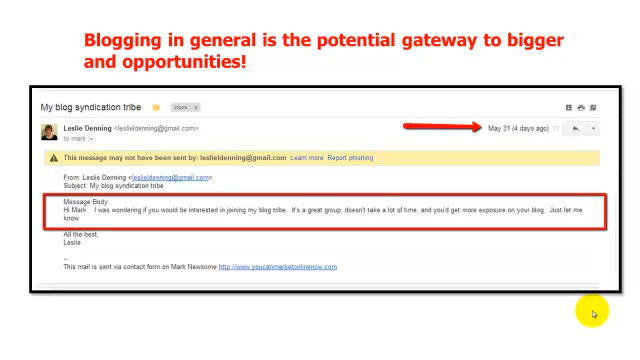 Blogging in general is the potential gateway to bigger
and opportunities!
My blog syndication tribe Inbox x
Leslie Denning <leslieldenning@gmail.com> May 31 (4 days ago)
to mark
This message may not have been sent by: leslieldenning@gmail.com Learn more Report phishing
From: Leslie Denning <leslieldenning@gmail.com>
Subject: My blog syndication tribe
Message Body:
Hi Mark I was wondering if you would be interested in joining my blog tribe. It's a great group, doesn't take a lot of time, and you'd get more exposure on your blog. Just let me
know.
All the best,
Leslie
--
This mail is sent via contact form on Mark Newsome http://www.youcanmarketonlinenow.com